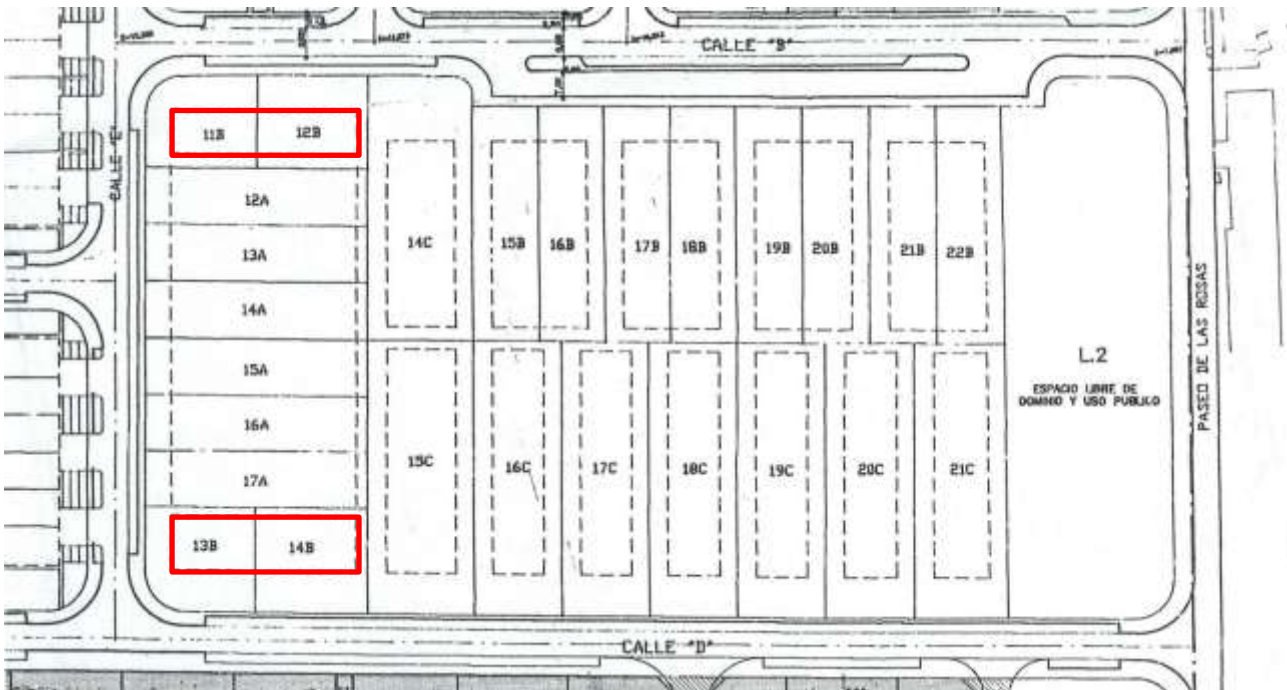 CALLE "B"
CALLE "E"
11B
12B
12A
13A
14A
15A
16A
17A
13B
14B
14C
15B
16B
17B
18B
19B
20B
21B
22B
15C
16C
17C
18C
19C
20C
21C
L.2
ESPACIO LIBRE DE
DOMINIO Y USO PUBLICO
PASEO DE LAS ROSAS
CALLE "D"